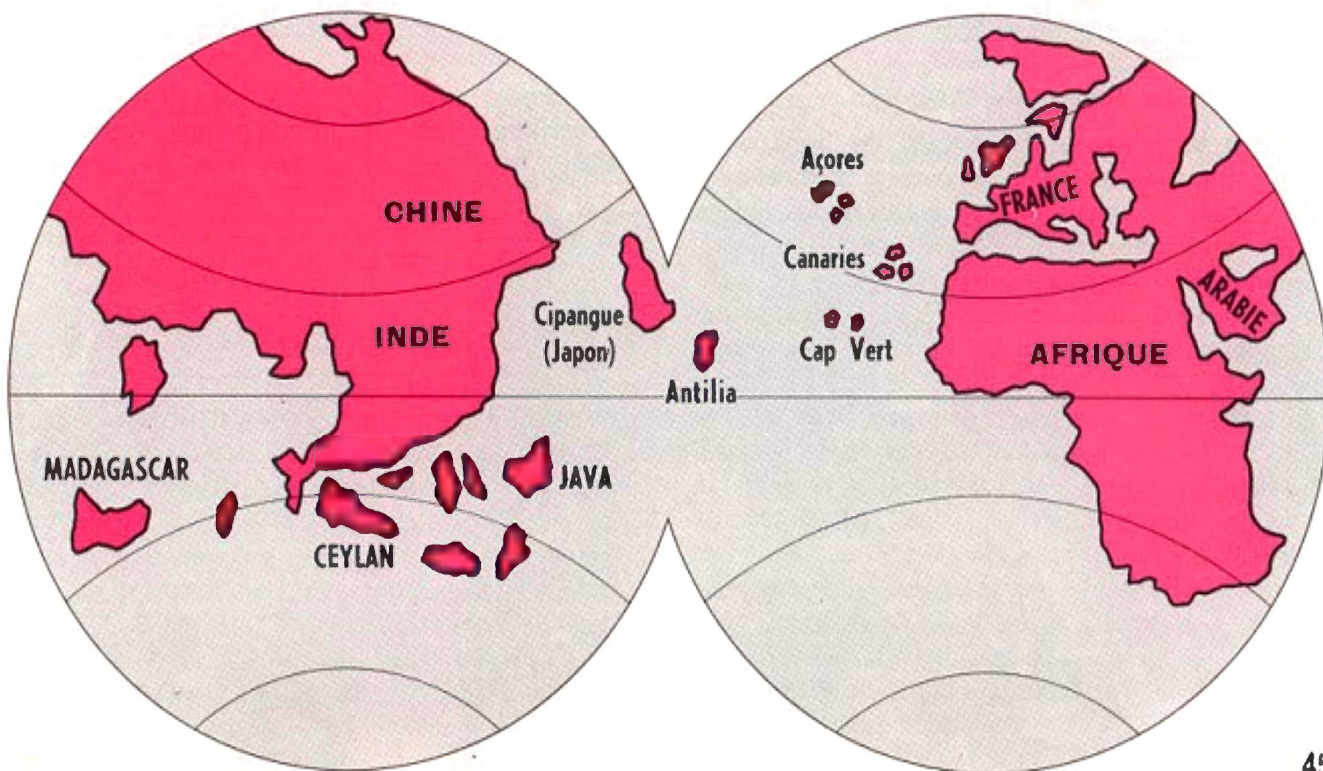 CHINE
INDE
Cipangue
(Japon)
Antilia
MADAGASCAR
CEYLAN
JAVA
Açores
Canaries
Cap Vert
FRANCE
ARABIE
AFRIQUE